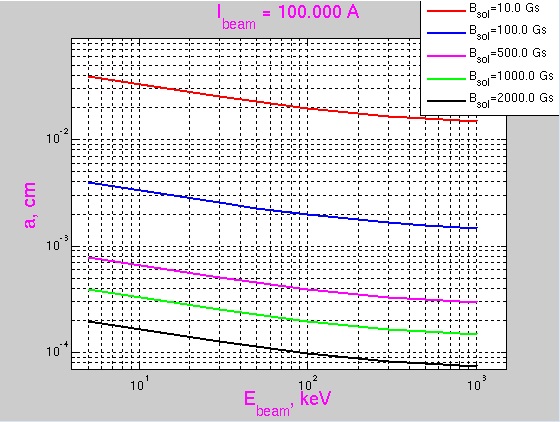 I_beam = 100.000 A
B_sol=10.0 Gs
B_sol=100.0 Gs
B_sol=500.0 Gs
B_sol=1000.0 Gs
B_sol=2000.0 Gs
a, cm
10^-2
10^-3
10^-4
10^1 10^2 10^3
E_beam, keV